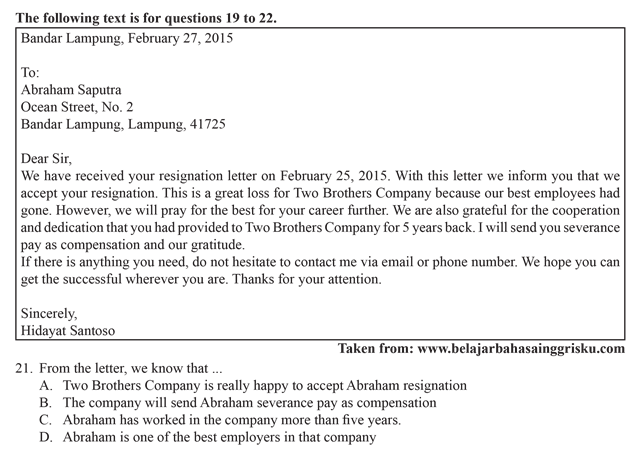 The following text is for questions 19 to 22.
Bandar Lampung, February 27, 2015
To:
Abraham Saputra
Ocean Street, No. 2
Bandar Lampung, Lampung, 41725
Dear Sir,
We have received your resignation letter on February 25, 2015. With this letter we inform you that we
accept your resignation. This is a great loss for Two Brothers Company because our best employees had
gone. However, we will pray for the best for your career further. We are also grateful for the cooperation
and dedication that you had provided to Two Brothers Company for 5 years back. I will send you severance
pay as compensation and our gratitude.
If there is anything you need, do not hesitate to contact me via email or phone number. We hope you can
get the successful wherever you are. Thanks for your attention.
Sincerely,
Hidayat Santoso
Taken from: www.belajarbahasainggrisku.com
21. From the letter, we know that ...
A. Two Brothers Company is really happy to accept Abraham resignation
B. The company will send Abraham severance pay as compensation
C. Abraham has worked in the company more than five years.
D. Abraham is one of the best employers in that company